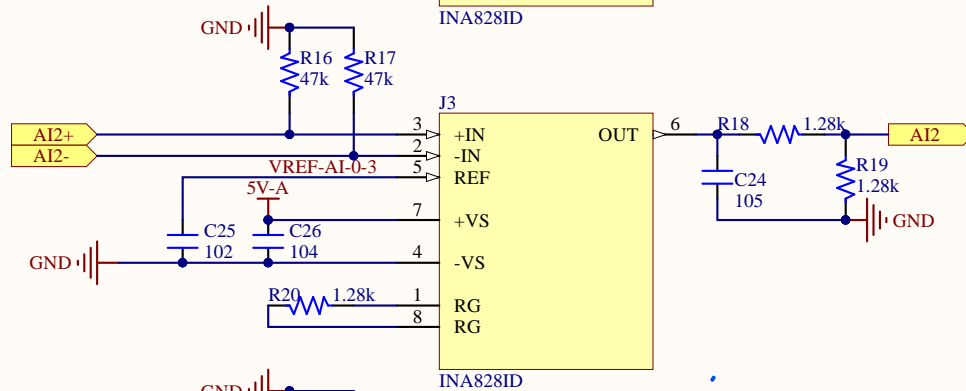 INA828ID
GND
R16
47k
R17
47k
J3
AI2+
AI2-
3
+IN
2
-IN
5
REF
VREF-AI-0-3
5V-A
7
+VS
4
-VS
1
RG
8
RG
OUT
6
R18
1.28k
AI2
R19
1.28k
C24
105
GND
C25
102
C26
104
GND
R20
1.28k
INA828ID
GND